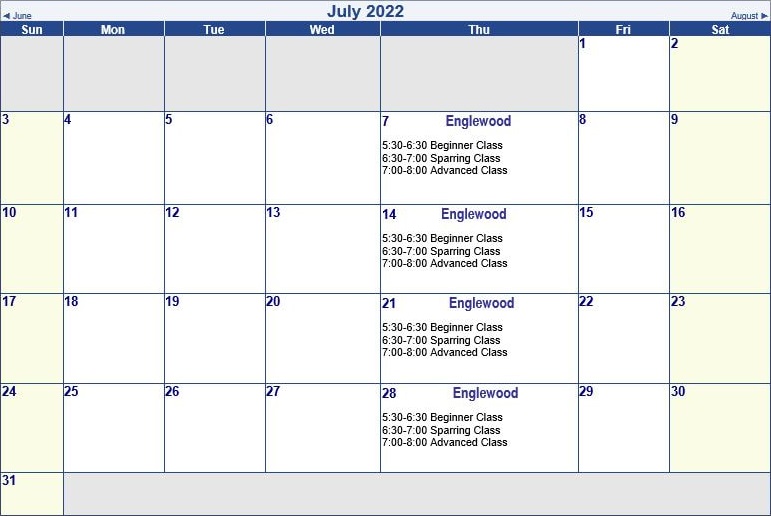 July 2022
◄ June
August ►
Sun Mon Tue Wed Thu Fri Sat
1 2
3 4 5 6 7 Englewood 8 9
5:30-6:30 Beginner Class
6:30-7:00 Sparring Class
7:00-8:00 Advanced Class
10 11 12 13 14 Englewood 15 16
5:30-6:30 Beginner Class
6:30-7:00 Sparring Class
7:00-8:00 Advanced Class
17 18 19 20 21 Englewood 22 23
5:30-6:30 Beginner Class
6:30-7:00 Sparring Class
7:00-8:00 Advanced Class
24 25 26 27 28 Englewood 29 30
5:30-6:30 Beginner Class
6:30-7:00 Sparring Class
7:00-8:00 Advanced Class
31